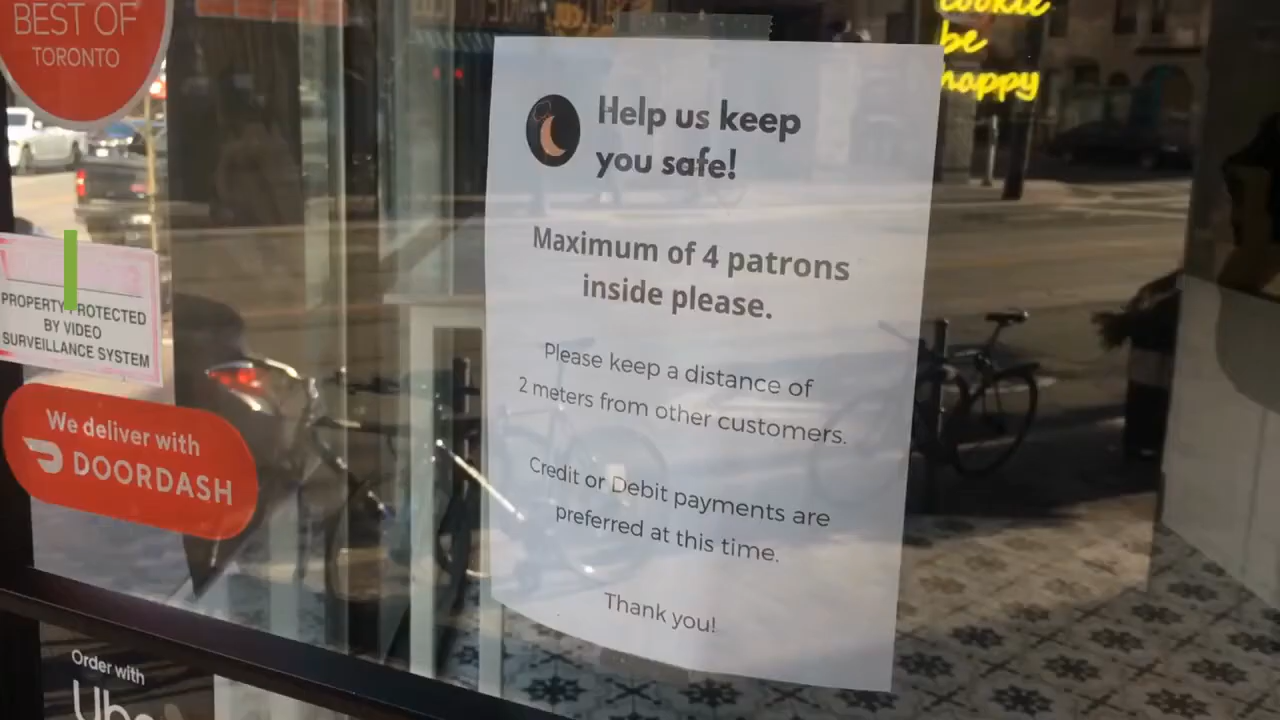 BEST OF
TORONTO
cookie
be
happy
Help us keep
you safe!
Maximum of 4 patrons
inside please.
Please keep a distance of
2 meters from other customers.
Credit or Debit payments are
preferred at this time.
Thank you!
PROPERTY PROTECTED
BY VIDEO
SURVEILLANCE SYSTEM
We deliver with
DOORDASH
Order with